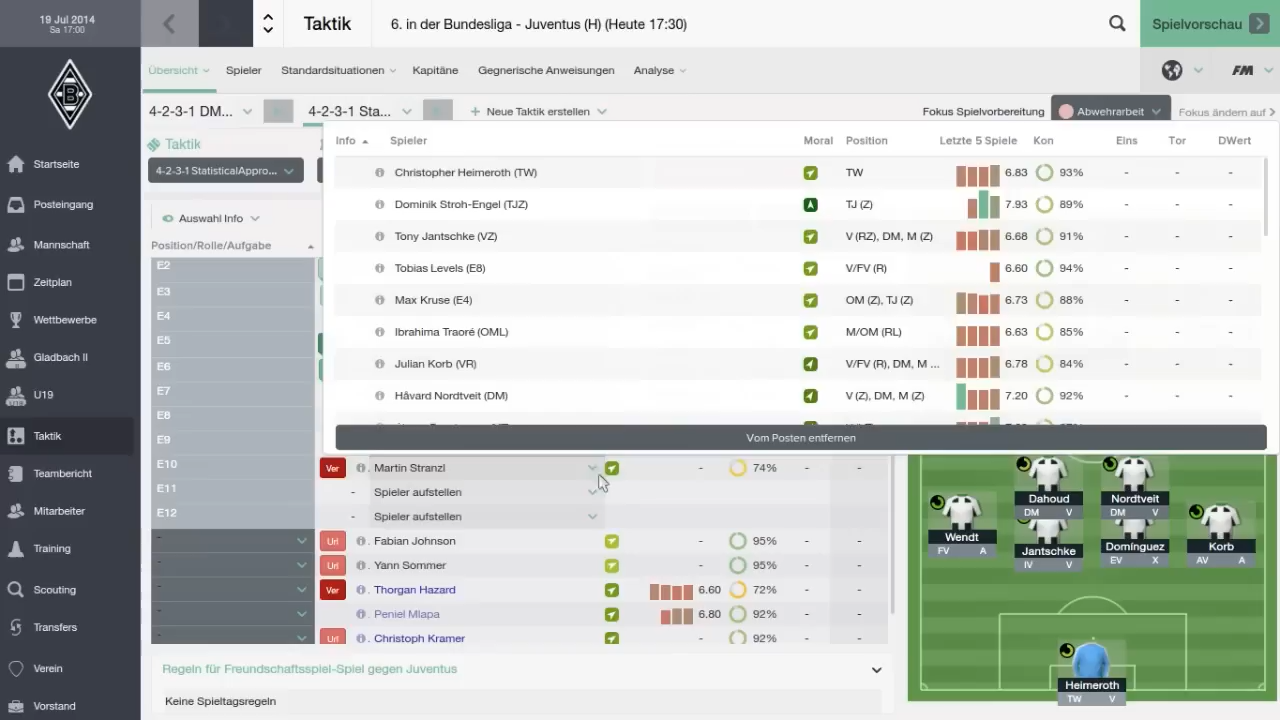 19 Jul 2014
Sa 17:00
Taktik
6. in der Bundesliga - Juventus (H) (Heute 17:30)
Spielvorschau
Übersicht
Spieler
Standardsituationen
Kapitäne
Gegnerische Anweisungen
Analyse
FM
4-2-3-1 DM...
4-2-3-1 Sta...
Neue Taktik erstellen
Fokus Spielvorbereitung
Abwehrarbeit
Fokus ändern auf
Startseite
Posteingang
Mannschaft
Zeitplan
Wettbewerbe
Gladbach II
U19
Taktik
Teambericht
Mitarbeiter
Training
Scouting
Transfers
Verein
Vorstand
Taktik
4-2-3-1 StatisticalAppro...
Auswahl Info
Position/Rolle/Aufgabe
E2
E3
E4
E5
E6
E7
E8
E9
E10
E11
E12
Info Spieler Moral Position Letzte 5 Spiele Kon Eins Tor DWert
Christopher Heimeroth (TW) TW 6.83 93% - - -
Dominik Stroh-Engel (TJZ) TJ (Z) 7.93 89% - - -
Tony Jantschke (VZ) V (RZ), DM, M (Z) 6.68 91% - - -
Tobias Levels (E8) V/FV (R) 6.60 94% - - -
Max Kruse (E4) OM (Z), TJ (Z) 6.73 88% - - -
Ibrahima Traoré (OML) M/OM (RL) 6.63 85% - - -
Julian Korb (VR) V/FV (R), DM, M ... 6.78 84% - - -
Håvard Nordtveit (DM) V (Z), DM, M (Z) 7.20 92% - - -
Vom Posten entfernen
Ver Martin Stranzl - 74% - -
- Spieler aufstellen
- Spieler aufstellen
- Url Fabian Johnson - 95% - -
- Url Yann Sommer - 95% - -
- Ver Thorgan Hazard 6.60 72% - -
- Peniel Mlapa 6.80 92% - -
- Url Christoph Kramer - 92% - -
Regeln für Freundschaftsspiel-Spiel gegen Juventus
Keine Spieltagsregeln
Dahoud
DM V
Nordtveit
DM V
Wendt
FV A
Jantschke
IV V
Domínguez
EV X
Korb
AV A
Heimeroth
TW V